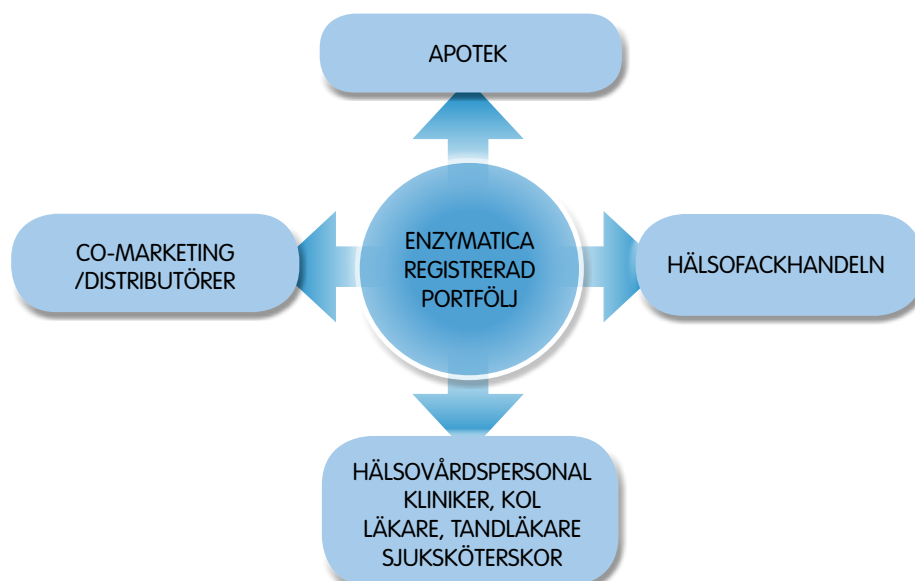 APOTEK
CO-MARKETING
/DISTRIBUTÖRER
ENZYMATICA
REGISTRERAD
PORTFÖLJ
HÄLSOFACKHANDELN
HÄLSOVÅRDSPERSONAL
KLINIKER, KOL
LÄKARE, TANDLÄKARE
SJUKSKÖTERSKOR